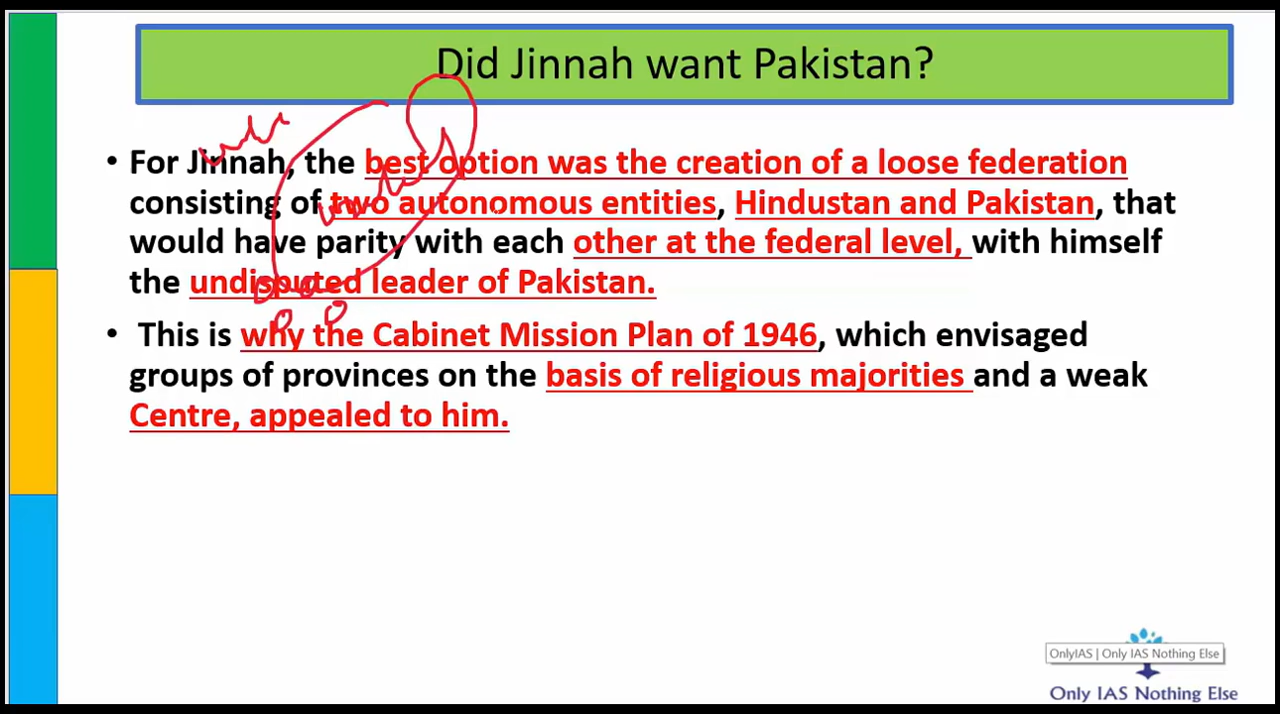 Did Jinnah want Pakistan?
• For Jinnah, the best option was the creation of a loose federation
consisting of two autonomous entities, Hindustan and Pakistan, that
would have parity with each other at the federal level, with himself
the undisputed leader of Pakistan.
• This is why the Cabinet Mission Plan of 1946, which envisaged
groups of provinces on the basis of religious majorities and a weak
Centre, appealed to him.
OnlyIAS | Only IAS Nothing Else
Only IAS Nothing Else